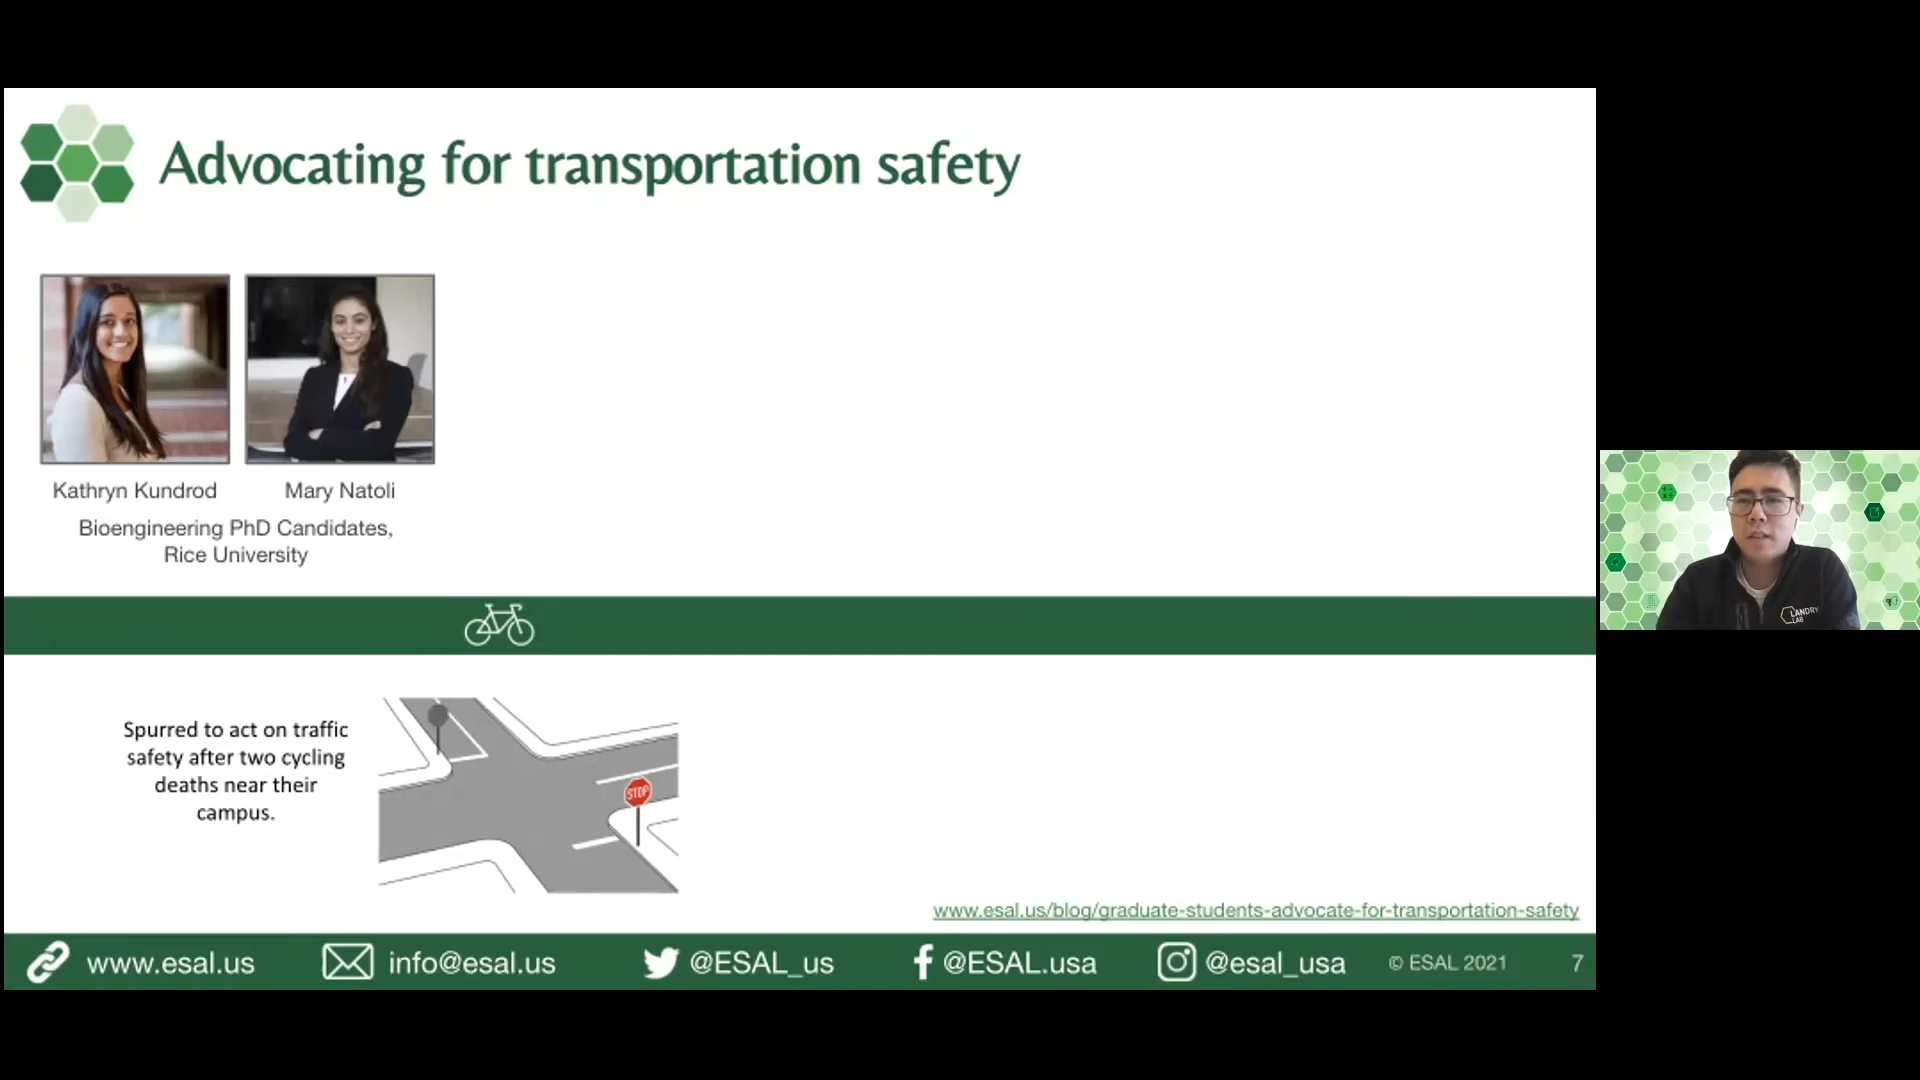 Advocating for transportation safety
Kathryn Kundrod
Mary Natoli
Bioengineering PhD Candidates,
Rice University
Spurred to act on traffic
safety after two cycling
deaths near their
campus.
STOP
LANDRY
LAB
www.esal.us/blog/graduate-students-advocate-for-transportation-safety
www.esal.us
info@esal.us
@ESAL_us
@ESAL.usa
@esal_usa
© ESAL 2021
7